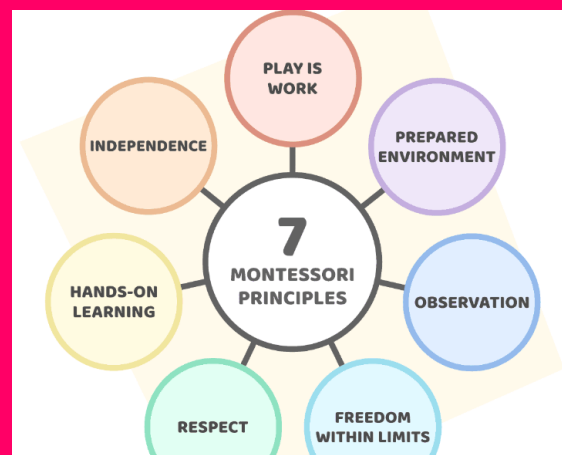 PLAY IS
WORK
PREPARED
ENVIRONMENT
OBSERVATION
FREEDOM
WITHIN LIMITS
RESPECT
HANDS-ON
LEARNING
INDEPENDENCE
7
MONTESSORI
PRINCIPLES